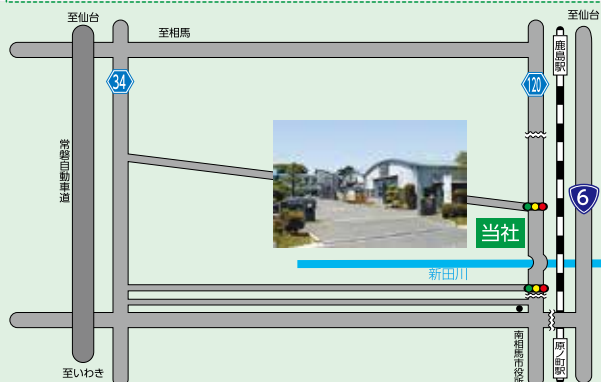 至仙台
至仙台
至相馬
鹿島駅
34
120
常磐自動車道
6
当社
新田川
南相馬市役所
原ノ町駅
至いわき